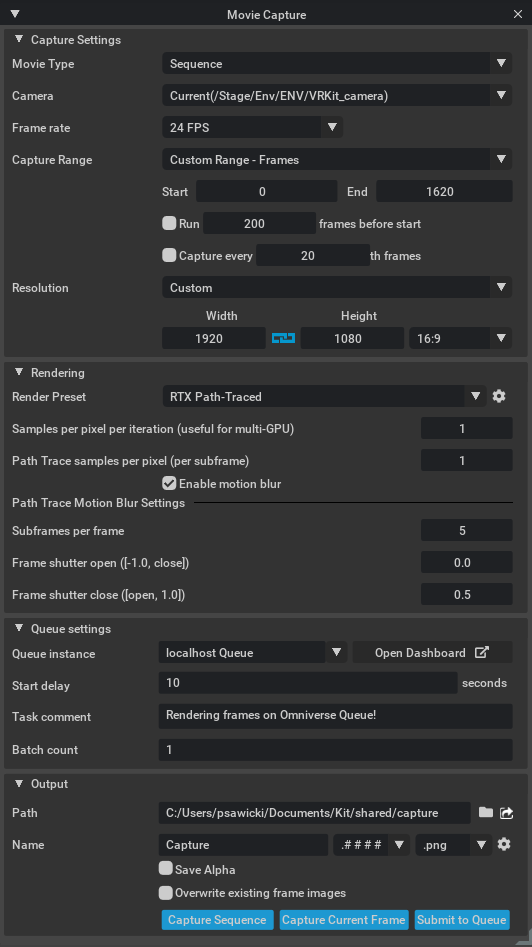 Movie Capture
Capture Settings
Movie Type Sequence
Camera Current(/Stage/Env/ENV/VRKit_camera)
Frame rate 24 FPS
Capture Range Custom Range - Frames
Start 0 End 1620
Run 200 frames before start
Capture every 20 th frames
Resolution Custom
Width Height
1920 1080 16:9
Rendering
Render Preset RTX Path-Traced
Samples per pixel per iteration (useful for multi-GPU) 1
Path Trace samples per pixel (per subframe) 1
Enable motion blur
Path Trace Motion Blur Settings
Subframes per frame 5
Frame shutter open ([-1.0, close]) 0.0
Frame shutter close ([open, 1.0]) 0.5
Queue settings
Queue instance localhost Queue Open Dashboard
Start delay 10 seconds
Task comment Rendering frames on Omniverse Queue!
Batch count 1
Output
Path C:/Users/psawicki/Documents/Kit/shared/capture
Name Capture .#### .png
Save Alpha
Overwrite existing frame images
Capture Sequence Capture Current Frame Submit to Queue